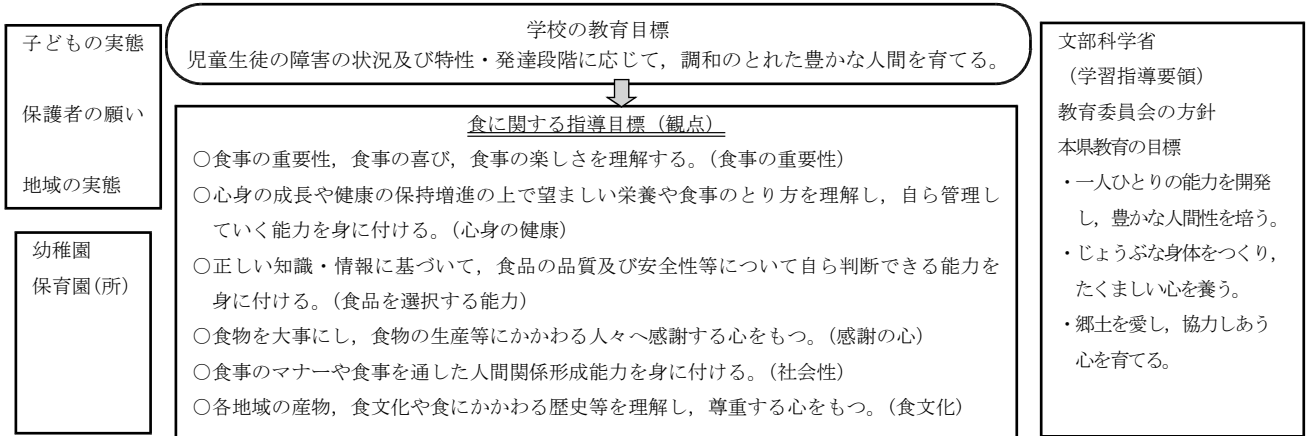 子どもの実態
保護者の願い
地域の実態
幼稚園
保育園(所)
学校の教育目標
児童生徒の障害の状況及び特性・発達段階に応じて，調和のとれた豊かな人間を育てる。
食に関する指導目標（観点）
○食事の重要性，食事の喜び，食事の楽しさを理解する。(食事の重要性)
○心身の成長や健康の保持増進の上で望ましい栄養や食事のとり方を理解し，自ら管理し
ていく能力を身に付ける。(心身の健康)
○正しい知識・情報に基づいて，食品の品質及び安全性等について自ら判断できる能力を
身に付ける。(食品を選択する能力)
○食物を大事にし，食物の生産等にかかわる人々へ感謝する心をもつ。(感謝の心)
○食事のマナーや食事を通した人間関係形成能力を身に付ける。(社会性)
○各地域の産物，食文化や食にかかわる歴史等を理解し，尊重する心をもつ。(食文化)
文部科学省
（学習指導要領）
教育委員会の方針
本県教育の目標
・一人ひとりの能力を開発
し，豊かな人間性を培う。
・じょうぶな身体をつくり，
たくましい心を養う。
・郷土を愛し，協力しあう
心を育てる。